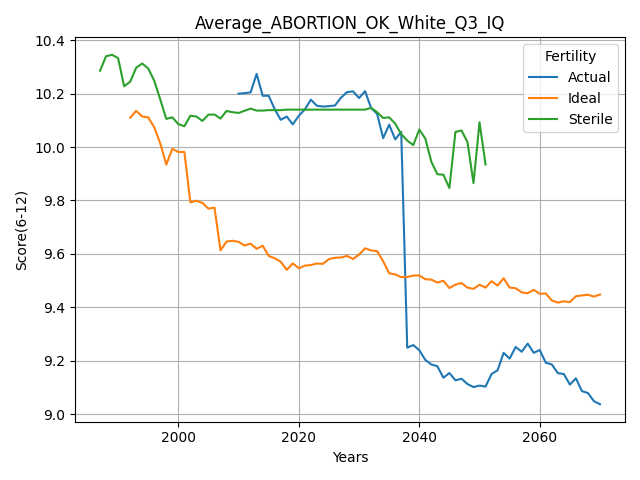 Average_ABORTION_OK_White_Q3_IQ
Score(6-12)
10.4
10.2
10.0
9.8
9.6
9.4
9.2
9.0
Fertility
Actual
Ideal
Sterile
2000
2020
2040
2060
Years